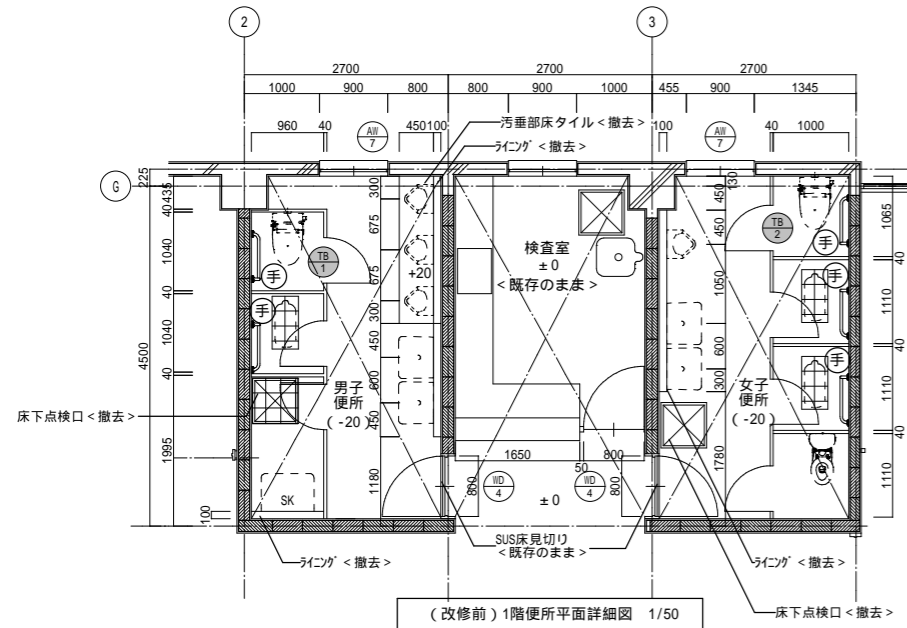 2
3
2700
2700
2700
1000
900
800
800
900
1000
455
900
1345
960
40
AW
7
450
100
汚垂部床タイル<撤去>
ライニング<撤去>
100
AW
7
40
1000
G
225
435
40
1040
40
1040
40
1995
4500
100
300
675
675
300
450
600
450
1180
+20
TB
1
手
手
男子
便所
(-20)
SK
床下点検口<撤去>
ライニング<撤去>
検査室
±0
<既存のまま>
1650
50
800
800
WD
4
WD
4
800
±0
SUS床見切り
<既存のまま>
130
450
450
1050
600
300
1780
TB
2
手
手
手
女子
便所
(-20)
1065
40
1110
40
1110
40
1110
ライニング<撤去>
床下点検口<撤去>
(改修前)1階便所平面詳細図 1/50